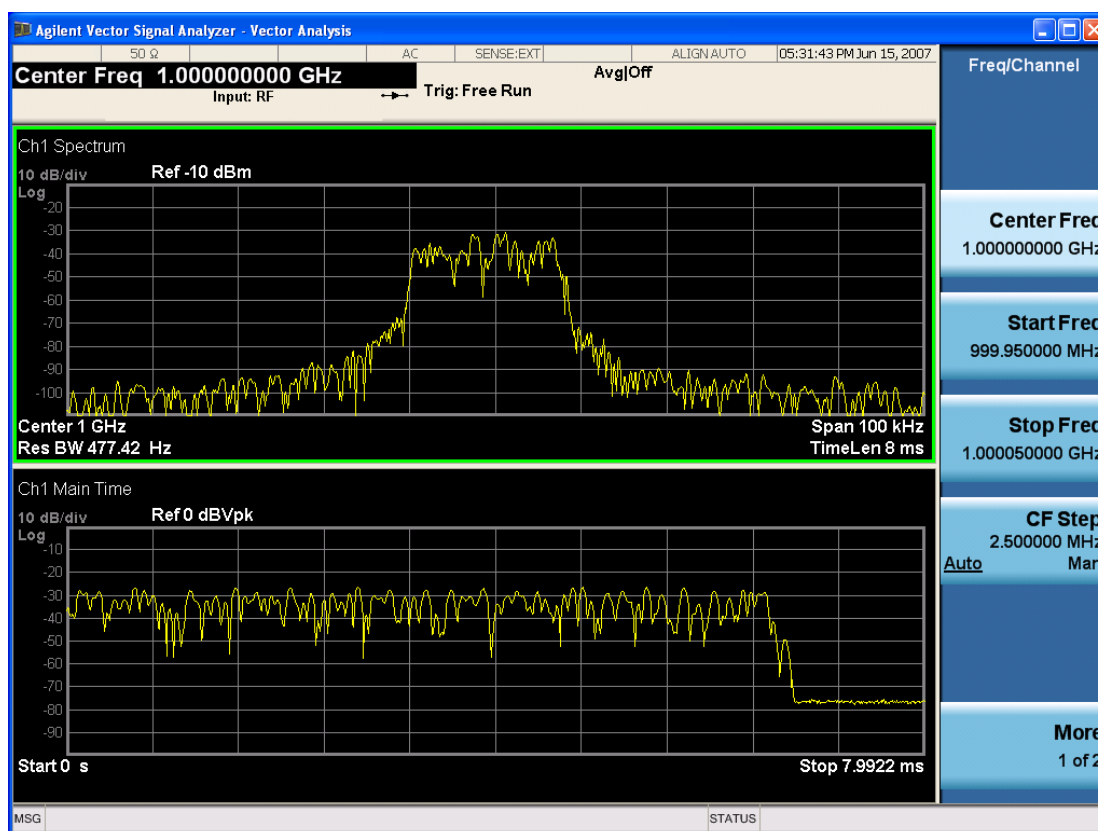 Agilent Vector Signal Analyzer - Vector Analysis
50 Ω AC SENSE:EXT ALIGN AUTO 05:31:43 PM Jun 15, 2007
Center Freq 1.000000000 GHz
Input: RF
Trig: Free Run
Avg|Off
Ch1 Spectrum
10 dB/div Ref -10 dBm
Log
-20
-30
-40
-50
-60
-70
-80
-90
-100
Center 1 GHz Span 100 kHz
Res BW 477.42 Hz TimeLen 8 ms
Ch1 Main Time
10 dB/div Ref 0 dBVpk
Log
-10
-20
-30
-40
-50
-60
-70
-80
-90
Start 0 s Stop 7.9922 ms
MSG STATUS
Freq/Channel
Center Freq
1.000000000 GHz
Start Freq
999.950000 MHz
Stop Freq
1.000050000 GHz
CF Step
2.500000 MHz
Auto Man
More
1 of 2